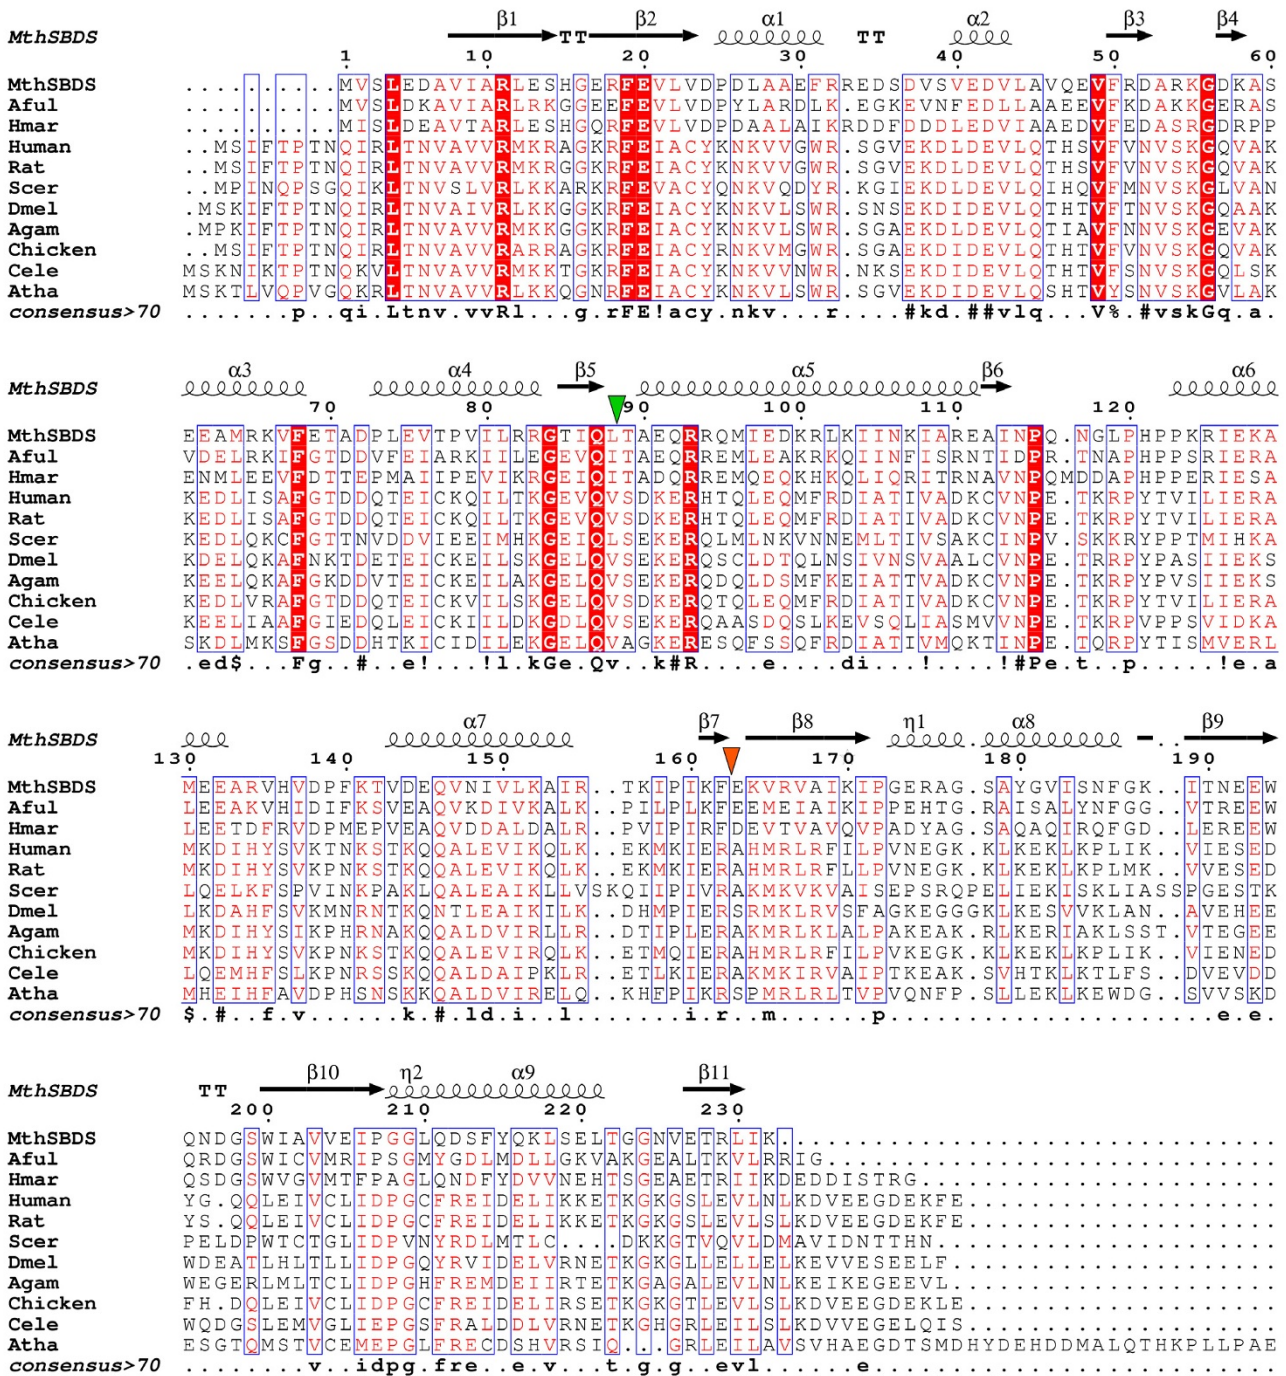 β1 β2 α1 α2 β3 β4
MthSBDS TT TT
1 10 20 30 40 50 60
MthSBDS ...........MVSLEDAVIARLESHGERFEVLVDPDLAAEFRREDSDVSVEDVLAVQEVFRDARKGDKAS
Aful ...........MVSLDKAVIARLRKGGEEFEVLVDPYLARDLK.EGKEVNFEDLLAAEEVFKDAKKGERAS
Hmar ...........MISLDEAVTARLESHGQRFEVLVDPDAALAIKRDDFDDDLEDVIAAEDVFEDASRGDRPP
Human ..MSIFTPTNQIRLTNVAVVRMKRAGKRFEIACYKNKVVGWR.SGVEKDLDEVLQTHSVFVNVSKGQVAK
Rat ..MSIFTPTNQIRLTNVAVVRMKRGGKRFEIACYKNKVVGWR.SGVEKDLDEVLQTHSVFVNVSKGQVAK
Scer ..MPINQPSGQIKLTNVSLVRLKKARKRFEVACYQNKVQDYR.KGIEKDLDEVLQIHQVFMNVSKGLVAN
Dmel .MSKIFTPTNQIRLTNVAIVRLKKGGKRFEIACYKNKVLSWR.SNSEKDIDEVLQTHTVFTNVSKGQAAK
Agam .MPKIFTPTNQIRLTNVAVVRLKKGGKRFEIACYKNKVLSWR.SGAEKDIDEVLQTIAVFNNVSKGEVAK
Chicken ..MSIFTPTNQIRLTNVAVVRARRAGKRFEIACYKNKVMGWR.SGAEKDIDEVLQTHTVFVNVSKGQVAK
Cele MSKNIKTPTNQKVLTNVAVVRMKKTGKRFEIACYKNKVVNWR.NKSEKDIDEVLQTHTVFSNVSKGQLSK
Atha MSKTLVQPVGQKRLTNVAVVRLKKQGNRFEIACYKNKVLSWR.SGVEKDIDEVLQSHTVYSNVSKGVLAK
consensus>70 .......p..qi.Ltnv.vvRl...g.rFE!acy.nkv...r....#kd.##vlq...V%.#vskGq.a.
α3 α4 β5 α5 β6 α6
MthSBDS
70 80 90 100 110 120
MthSBDS EEAMRKVFETADPLEVTPVILRRGTIQLTAEQRRQMIEDKRLKIINKIAREAINPQ.NGLPHPPKRIEKA
Aful VDELRKIFGTDDVFEIARKIILEGEVQITAEQRREMLEAKRKQIINFISRNTIDPR.TNAPHPPSRIERA
Hmar ENMLEEVFDTTEPMAIIPEVIKRGEIQITADQRREMQEQKHKQLIQRITRNAVNPQMDDAPHPPERIESA
Human KEDLISAFGTDDQTEICKQILTKGEVQVSDKERHTQLEQMFRDIATIVADKCVNPE.TKRPYTVILIERA
Rat KEDLISAFGTDDQTEICKQILTKGEVQVSDKERHTQLEQMFRDIATIVADKCVNPE.TKRPYTVILIERA
Scer KEDLQKCFGTTNVDDVIEEIMHKGEIQLSEKERQLMLNKVNNEMLTIVSAKCINPV.SKKRYPPTMIHKA
Dmel KDELQKAFNKTDETEICKEILSKGELQVSEKERQSCLDTQLNSIVNSVAALCVNPE.TRRPYPASIIEKS
Agam KEELQKAFGKDDVTEICKEILAKGELQVSEKERQDQLDSMFKEIATTVADKCVNPE.TKRPYPVSIIEKS
Chicken KEDLVRAFGTDDQTEICKVILSKGELQVSDKERQTQLEQMFRDIATIVADKCVNPE.TKRPYTVILIERA
Cele KEELIAAFGIEDQLEICKIILDKGELQVSEKERQAASDQSLKEVSQLIASMVVNPE.TKRPVPPSVIDKA
Atha SKDLMKSFGSDDHTKICIDILEKGELQVAGKERESQFSSQFRDIATIVMQKTINPE.TQRPYTISMVERL
consensus>70 .ed$...Fg..#..e!...!l.kGe.Qv..k#R....e....di...!....!#Pe.t.p.....!e.a
α7 β7 β8 η1 α8 β9
MthSBDS
130 140 150 160 170 180 190
MthSBDS MEEARVHVDPFKTVDEQVNIVLKAIR..TKIPIKFEKVRVAIKIPGERAG.SAYGVISNFGK..ITNEEW
Aful LEEAKVHIDIFKSVEAQVKDIVKALK..PILPLKFEEMEIAIKIPPEHTG.RAISALYNFGG..VTREEW
Hmar LEETDFRVDPMEPVEAQVDDALDALR..PVIPIRFDEVTVAVQVPADYAG.SAQAQIRQFGD..LEREEW
Human MKDIHYSVKTNKSTKQQALEVIKQLK..EKMKIERAHMRLRFILPVNEGK.KLKEKLKPLIK..VIESED
Rat MKDIHYSVKPNKSTKQQALEVIKQLK..EKMKIERAHMRLRFLLPVNEGK.KLKEKLKPLMK..VVESED
Scer LQELKFSPVINKPAKLQALEAIKLLVSKQIIPIVRAKMKVKVAISEPSRQPELIEKISKLIASSPGESTK
Dmel LKDAHFSVKMNRNTKQNTLEAIKILK..DHMPIERSRMKLRVSFAGKEGGGKLKESVVKLAN..AVEHEE
Agam MKDIHYSIKPHRNAKQQALDVIRLLR..DTIPLERAKMRLKLALPAKEAK.RLKERIAKLSST.VTEGEE
Chicken MKDIHYSVKPNKSTKQQALEVIRQLK..ETMQIERAHMRLRFILPVKEGK.KLKEKLKPLIK..VIENED
Cele LQEMHFSLKPNRSSKQQALDAIPKLR..ETLKIERAKMKIRVAIPTKEAK.SVHTKLKTLFS..DVEVDD
Atha MHEIHFAVDPHSNSKKQALDVIRELQ..KHFPIKRSPMRLRLTVPVQNFP.SLLEKLKEWDG..SVVSKD
consensus>70 $.#..f.v......k.#.ld.i.l........i.r..m......p.....................e.e.
β10 η2 α9 β11
MthSBDS TT
200 210 220 230
MthSBDS QNDGSWIAVVEIPGGLQDSFYQKLSELTGGNVETRLIK................................
Aful QRDGSWICVMRIPSGMYGDLMDLLGKVAKGEALTKVLRRIG.............................
Hmar QSDGSWVGVMTFPAGLQNDFYDVVNEHTSGEAETRIIKDEDDISTRG.......................
Human YG.QQLEIVCLIDPGCFREIDELIKKETKGKGSLEVLNLKDVEEGDEKFE....................
Rat YS.QQLEIVCLIDPGCFREIDELIKKETKGKGSLEVLSLKDVEEGDEKFE....................
Scer PELDPWTCTGLIDPVNYRDLMTLC...DKKGTVQVLDMAVIDNTTHN.......................
Dmel WDEATLHLTLLIDPGQYRVIDELVRNETKGKGLLELLELKEVVESEELF.....................
Agam WEGERLMLTCLIDPGHFREMDEIIRTETKGAGALEVLNLKEIKEGEEVL.....................
Chicken FH.DQLEIVCLIDPGCFREIDELIRSETKGKGTLEVLSLKDVEEGDEKLE....................
Cele WQDGSLEMVGLIEPGSFRALDDLVRNETKGHGRLEILSLKDVVEGELQIS....................
Atha ESGTQMSTVCEMEPGLFRECDSHVRSIQ..GRLEILAVSVHAEGDTSMDHYDEHDDMALQTHKPLLPAE
consensus>70 ........v..idpg.fre..e.v...t.g.g..evl......e..........................